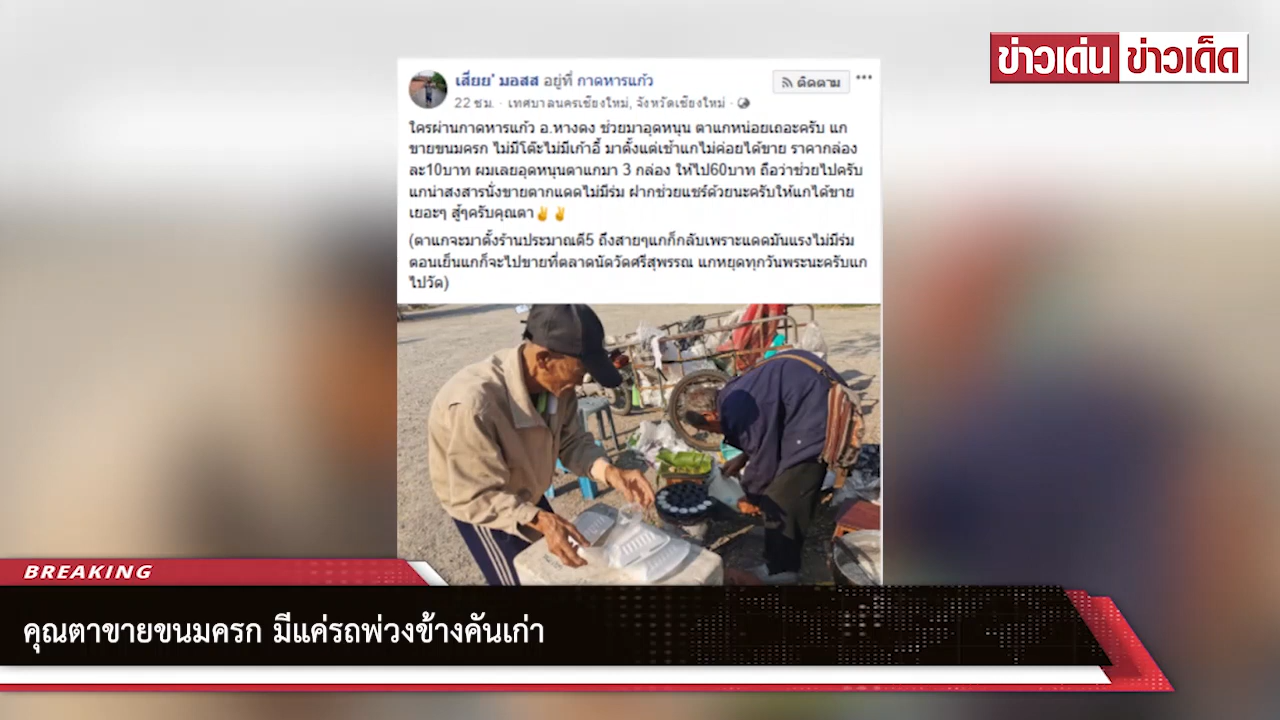 ข่าวเด่น ข่าวเด็ด
เสี่ยย' มอสส อยู่ที่ กาดหารแก้ว
ติดตาม
22 ชม. · เทศบาลนครเชียงใหม่, จังหวัดเชียงใหม่ ·
ใครผ่านกาดหารแก้ว อ.หางดง ช่วยมาอุดหนุน ตาแกหน่อยเถอะครับ แก
ขายขนมครก ไม่มีโต๊ะไม่มีเก้าอี้ มาตั้งแต่เช้าแกไม่ค่อยได้ขาย ราคากล่อง
ละ10บาท ผมเลยอุดหนุนตาแกมา 3 กล่อง ให้ไป60บาท ถือว่าช่วยไปครับ
แกน่าสงสารนั่งขายตากแดดไม่มีร่ม ฝากช่วยแชร์ด้วยนะครับให้แกได้ขาย
เยอะๆ สู้ๆครับคุณตา✌✌
(ตาแกจะมาตั้งร้านประมาณตี5 ถึงสายๆแกก็กลับเพราะแดดมันแรงไม่มีร่ม
ตอนเย็นแกก็จะไปขายที่ตลาดนัดวัดศรีสุพรรณ แกหยุดทุกวันพระนะครับแก
ไปวัด)
BREAKING
คุณตาขายขนมครก มีแค่รถพ่วงข้างคันเก่า